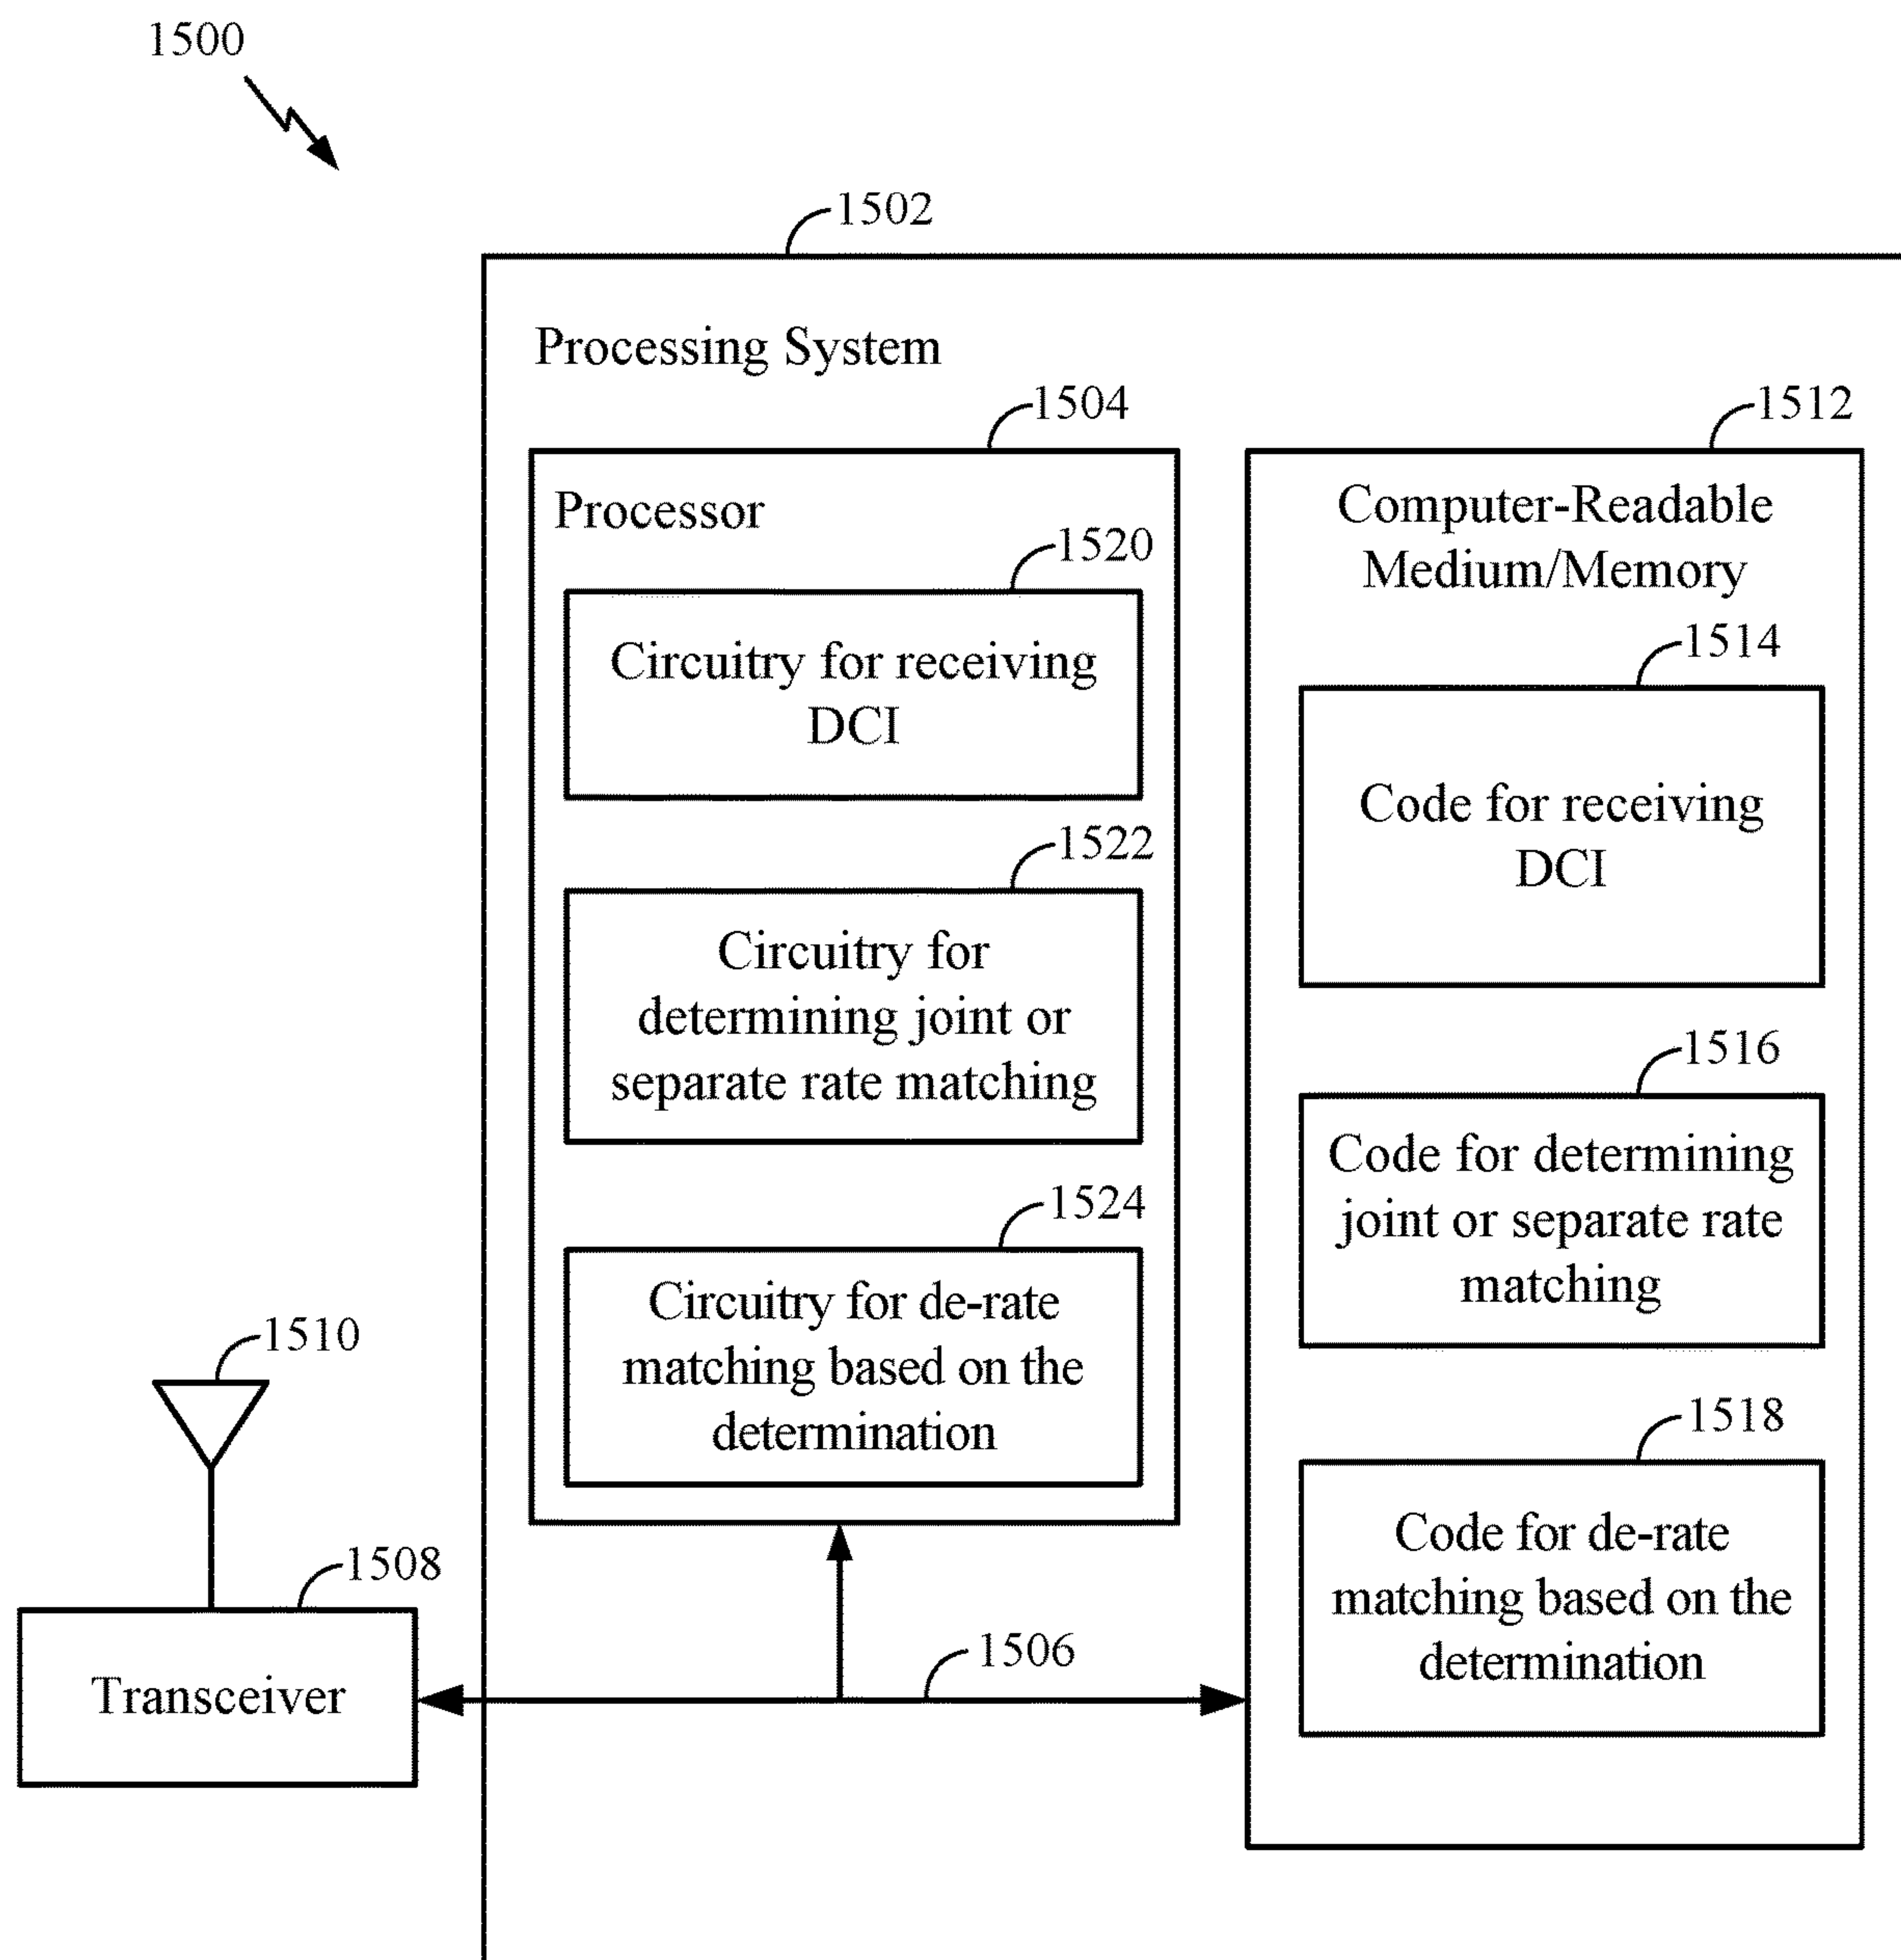 1500
1502
Processing System
1504
1512
Processor
Computer-Readable
Medium/Memory
1520
Circuitry for receiving
DCI
1514
Code for receiving
DCI
1522
Circuitry for
determining joint or
separate rate matching
1516
Code for determining
joint or separate rate
matching
1524
Circuitry for de-rate
matching based on the
determination
1518
Code for de-rate
matching based on the
determination
1510
1508
Transceiver
1506